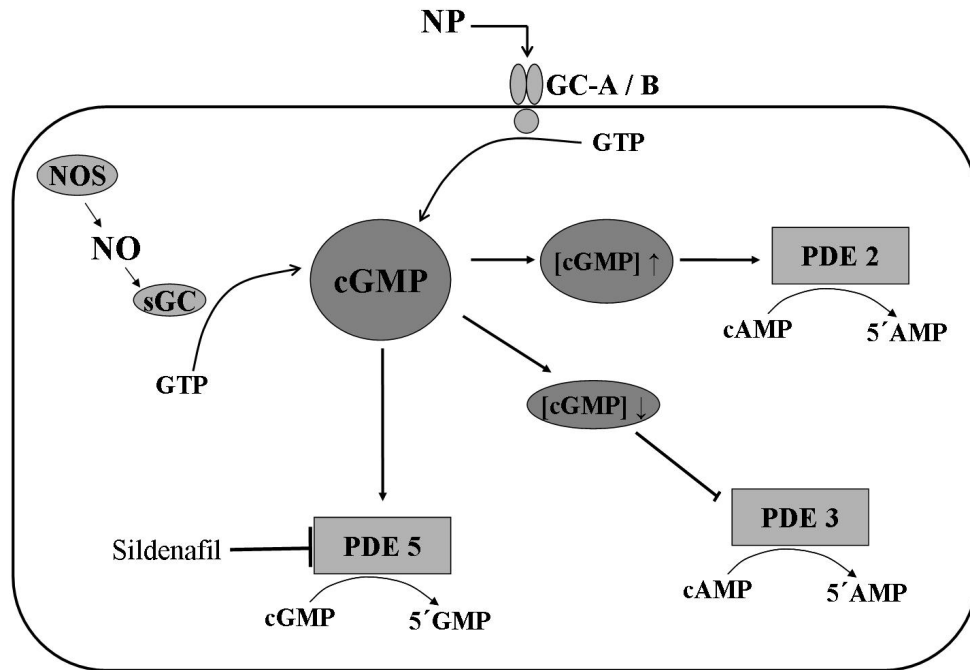 NP
GC-A / B
GTP
NOS
NO
sGC
GTP
cGMP
[cGMP] ↑
PDE 2
cAMP
5´AMP
[cGMP] ↓
PDE 3
cAMP
5´AMP
Sildenafil
PDE 5
cGMP
5´GMP